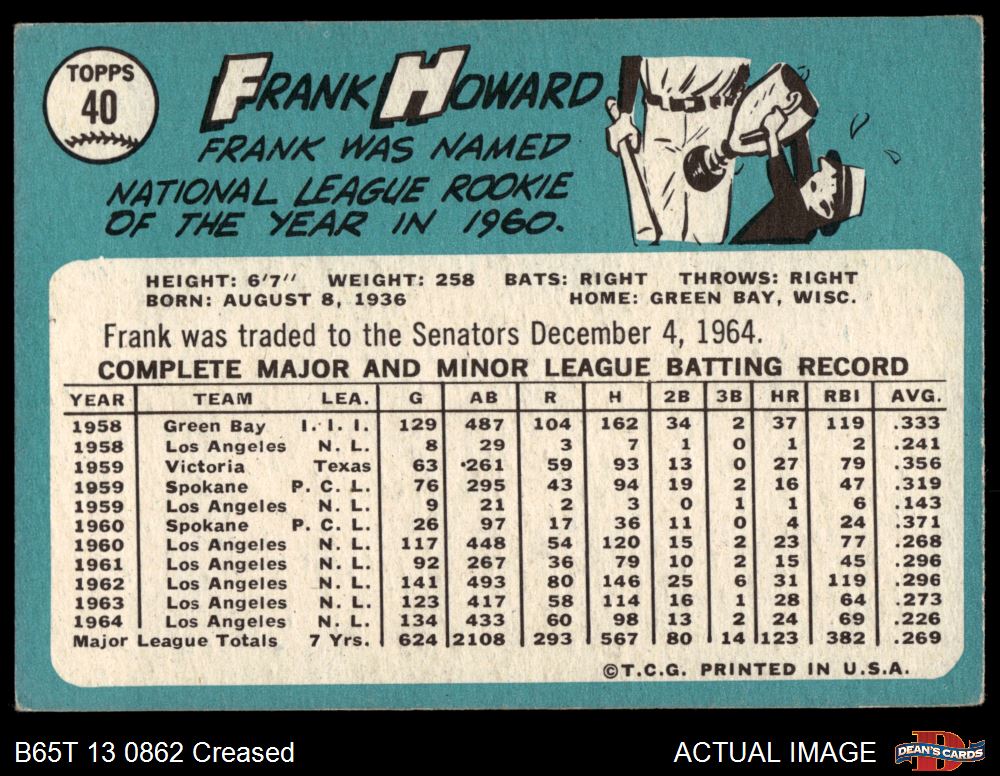 TOPPS
40
FRANK HOWARD
FRANK WAS NAMED
NATIONAL LEAGUE ROOKIE
OF THE YEAR IN 1960.
HEIGHT: 6'7" WEIGHT: 258 BATS: RIGHT THROWS: RIGHT
BORN: AUGUST 8, 1936 HOME: GREEN BAY, WISC.
Frank was traded to the Senators December 4, 1964.
COMPLETE MAJOR AND MINOR LEAGUE BATTING RECORD
YEAR TEAM LEA. G AB R H 2B 3B HR RBI AVG.
1958 Green Bay I. I. I. 129 487 104 162 34 2 37 119 .333
1958 Los Angeles N. L. 8 29 3 7 1 0 1 2 .241
1959 Victoria Texas 63 261 59 93 13 0 27 79 .356
1959 Spokane P. C. L. 76 295 43 94 19 2 16 47 .319
1959 Los Angeles N. L. 9 21 2 3 0 1 1 6 .143
1960 Spokane P. C. L. 26 97 17 36 11 0 4 24 .371
1960 Los Angeles N. L. 117 448 54 120 15 2 23 77 .268
1961 Los Angeles N. L. 92 267 36 79 10 2 15 45 .296
1962 Los Angeles N. L. 141 493 80 146 25 6 31 119 .296
1963 Los Angeles N. L. 123 417 58 114 16 1 28 64 .273
1964 Los Angeles N. L. 134 433 60 98 13 2 24 69 .226
Major League Totals 7 Yrs. 624 2108 293 567 80 14 123 382 .269
©T.C.G. PRINTED IN U.S.A.
B65T 13 0862 Creased
ACTUAL IMAGE
D
DEAN'S CARDS